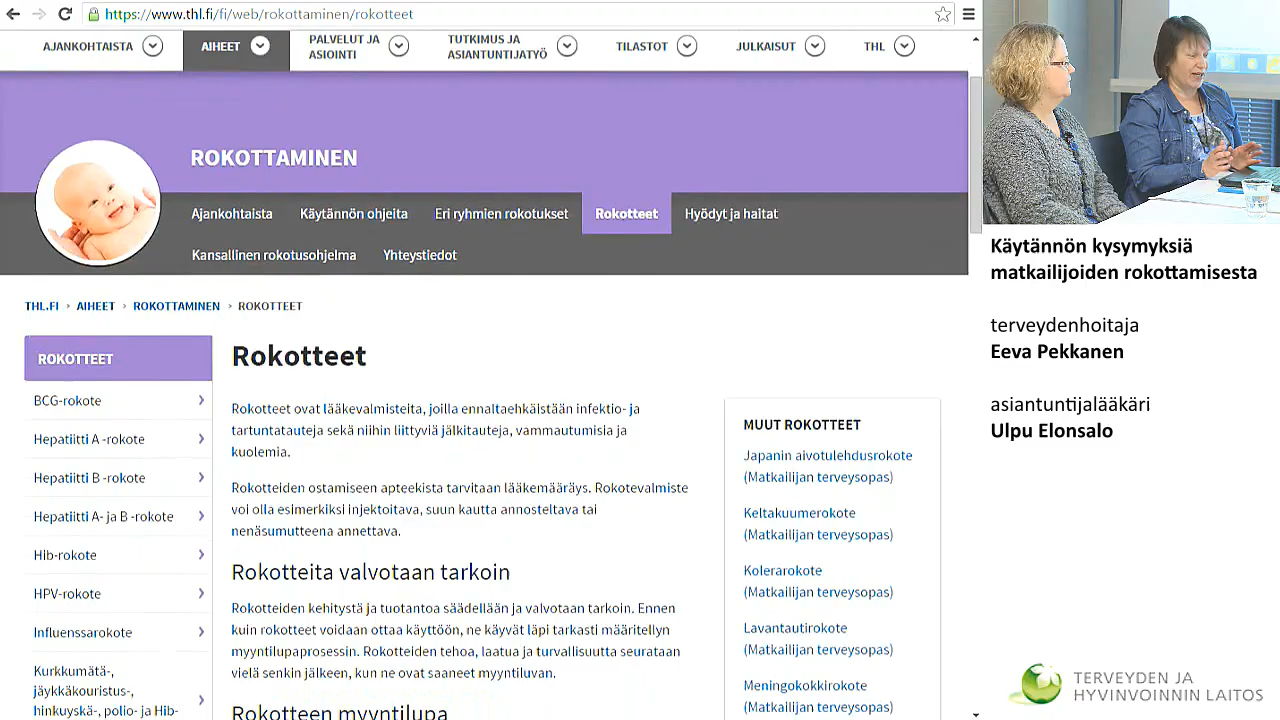 https://www.thl.fi/fi/web/rokottaminen/rokotteet
AJANKOHTAISTA
AIHEET
PALVELUT JA
ASIOINTI
TUTKIMUS JA
ASIANTUNTIJATYÖ
TILASTOT
JULKAISUT
THL
ROKOTTAMINEN
Ajankohtaista
Käytännön ohjeita
Eri ryhmien rokotukset
Rokotteet
Hyödyt ja haitat
Kansallinen rokotusohjelma
Yhteystiedot
THL.FI › AIHEET › ROKOTTAMINEN › ROKOTTEET
ROKOTTEET
BCG-rokote
Hepatiitti A -rokote
Hepatiitti B -rokote
Hepatiitti A- ja B -rokote
Hib-rokote
HPV-rokote
Influenssarokote
Kurkkumätä-,
jäykkäkouristus-,
hinkuyskä-, polio- ja Hib-
Rokotteet
Rokotteet ovat lääkevalmisteita, joilla ennaltaehkäistään infektio- ja
tartuntatauteja sekä niihin liittyviä jälkitauteja, vammautumisia ja
kuolemia.
Rokotteiden ostamiseen apteekista tarvitaan lääkemääräys. Rokotevalmiste
voi olla esimerkiksi injektoitava, suun kautta annosteltava tai
nenäsumutteena annettava.
Rokotteita valvotaan tarkoin
Rokotteiden kehitystä ja tuotantoa säädellään ja valvotaan tarkoin. Ennen
kuin rokotteet voidaan ottaa käyttöön, ne käyvät läpi tarkasti määritellyn
myyntilupaprosessin. Rokotteiden tehoa, laatua ja turvallisuutta seurataan
vielä senkin jälkeen, kun ne ovat saaneet myyntiluvan.
Rokotteen myyntilupa
MUUT ROKOTTEET
Japanin aivotulehdusrokote
(Matkailijan terveysopas)
Keltakuumerokote
(Matkailijan terveysopas)
Kolerarokote
(Matkailijan terveysopas)
Lavantautirokote
(Matkailijan terveysopas)
Meningokokkirokote
(Matkailijan terveysopas)
Käytännön kysymyksiä
matkailijoiden rokottamisesta
terveydenhoitaja
Eeva Pekkanen
asiantuntijalääkäri
Ulpu Elonsalo
TERVEYDEN JA
HYVINVOINNIN LAITOS